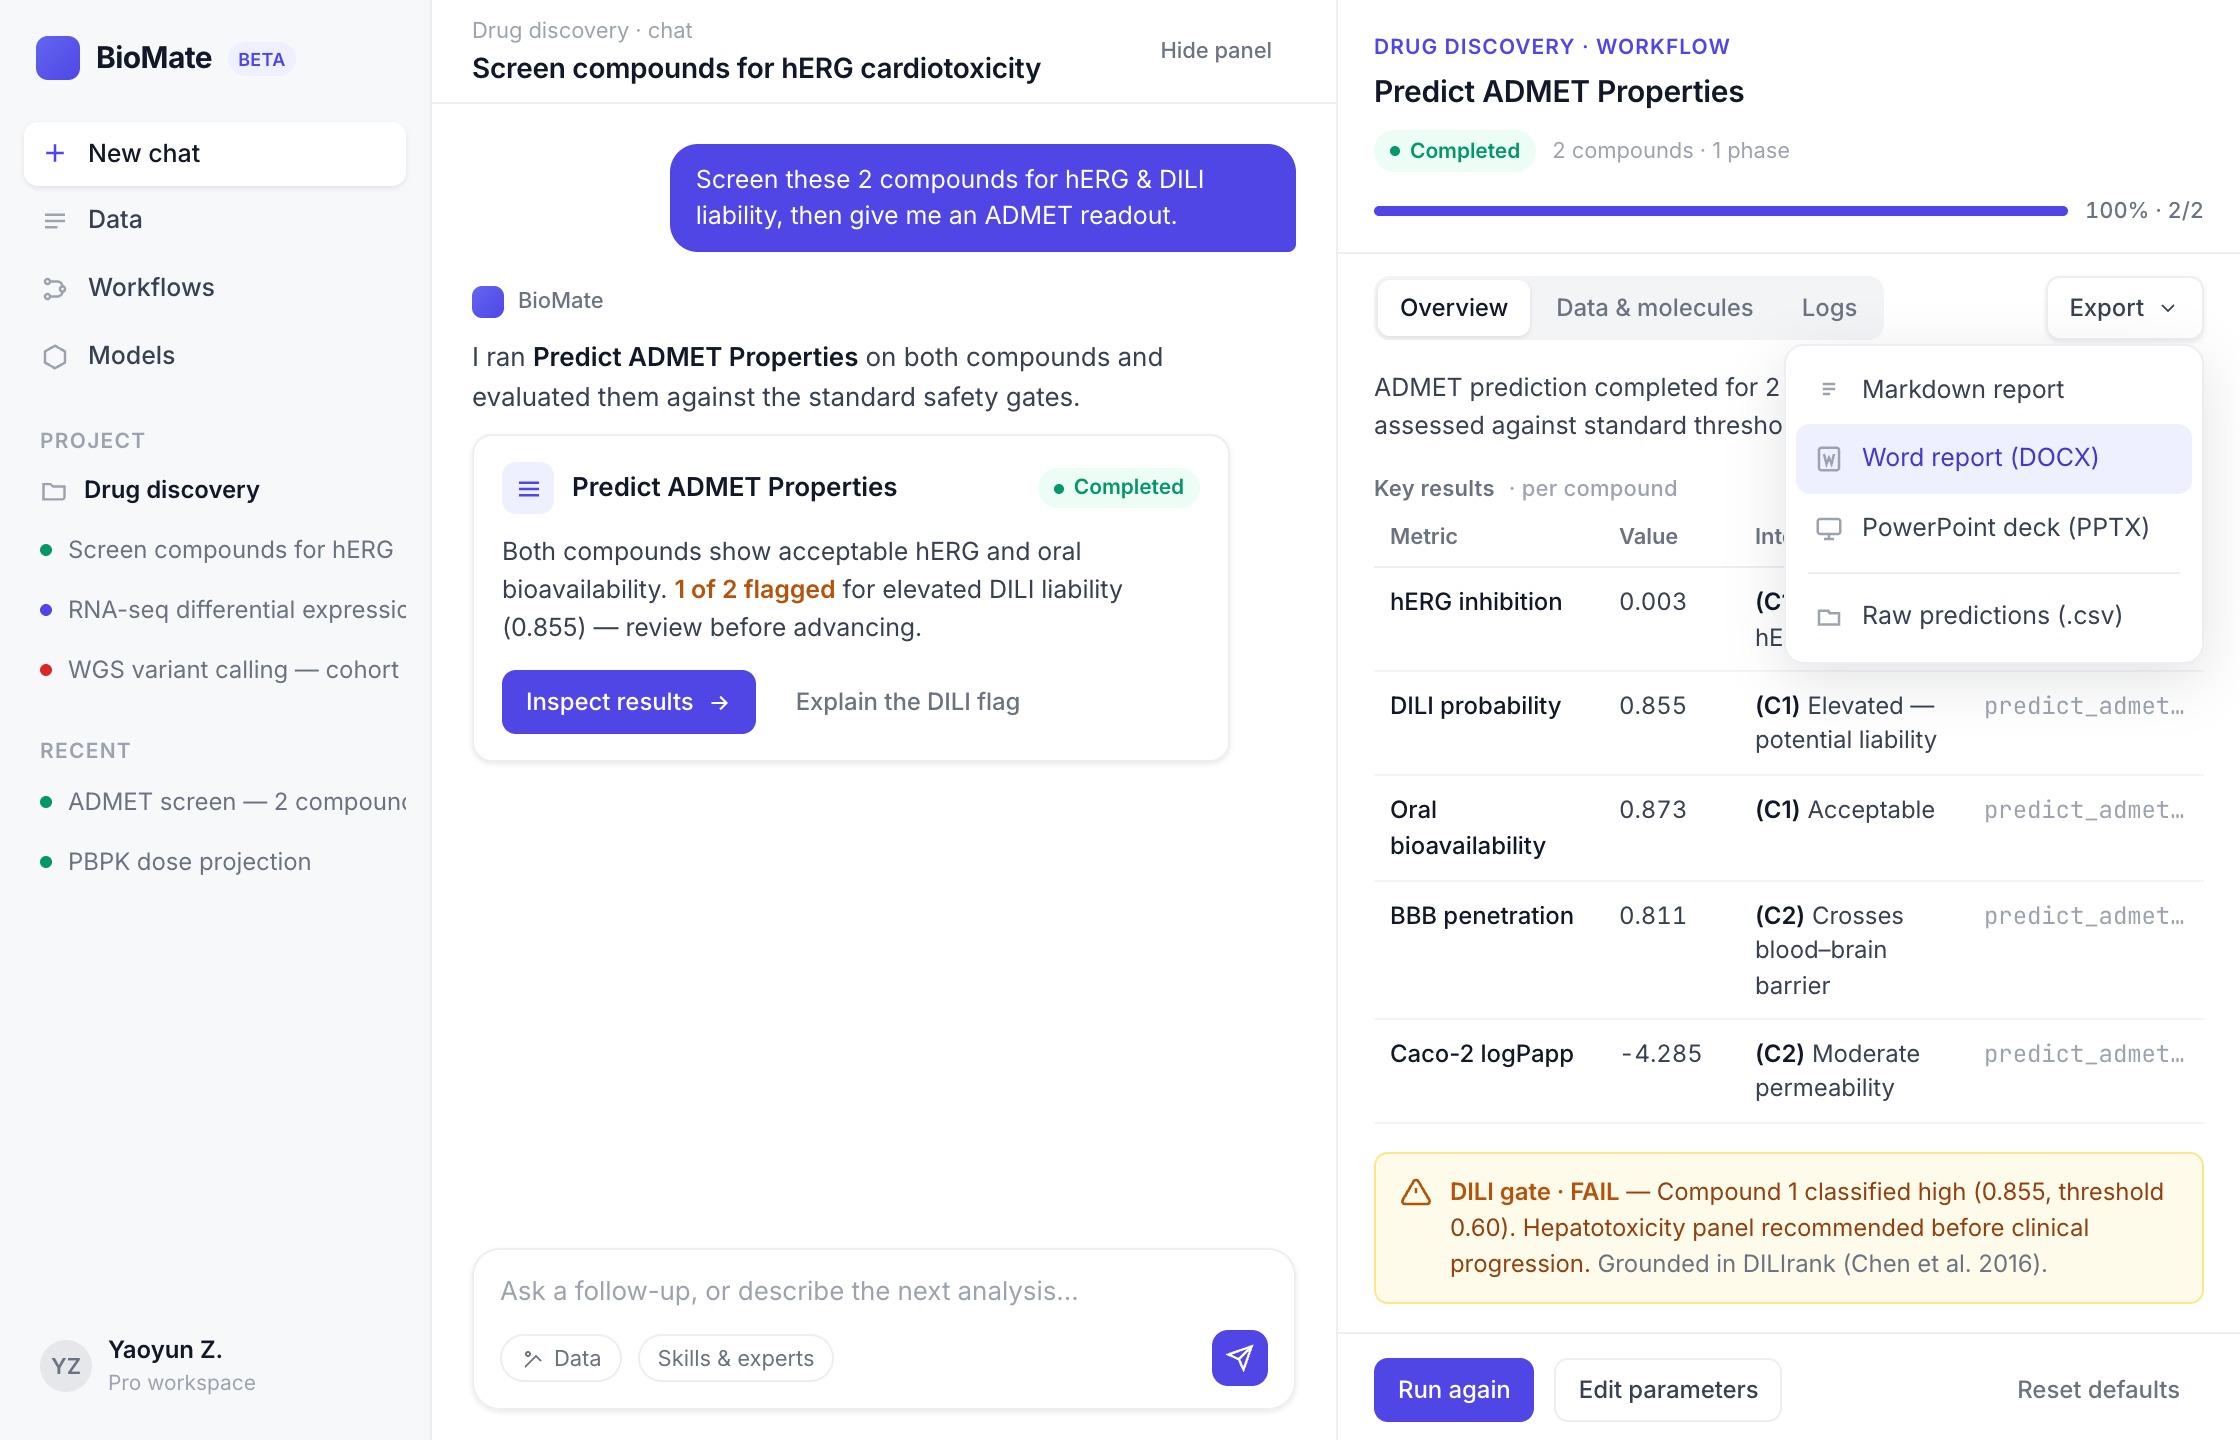 BioMate BETA
New chat
Data
Workflows
Models
PROJECT
Drug discovery
Screen compounds for hERG
RNA-seq differential expressio
WGS variant calling — cohort
RECENT
ADMET screen — 2 compound
PBPK dose projection
YZ
Yaoyun Z.
Pro workspace
Drug discovery · chat
Screen compounds for hERG cardiotoxicity
Hide panel
Screen these 2 compounds for hERG & DILI
liability, then give me an ADMET readout.
BioMate
I ran Predict ADMET Properties on both compounds and
evaluated them against the standard safety gates.
Predict ADMET Properties
Completed
Both compounds show acceptable hERG and oral
bioavailability. 1 of 2 flagged for elevated DILI liability
(0.855) — review before advancing.
Inspect results →
Explain the DILI flag
Ask a follow-up, or describe the next analysis...
Data
Skills & experts
DRUG DISCOVERY · WORKFLOW
Predict ADMET Properties
Completed
2 compounds · 1 phase
100% · 2/2
Overview
Data & molecules
Logs
Export
Markdown report
Word report (DOCX)
PowerPoint deck (PPTX)
Raw predictions (.csv)
ADMET prediction completed for 2
assessed against standard thresho
Key results · per compound
Metric Value Int
hERG inhibition 0.003 (C1
hE
DILI probability 0.855 (C1) Elevated — predict_admet…
potential liability
Oral 0.873 (C1) Acceptable predict_admet…
bioavailability
BBB penetration 0.811 (C2) Crosses predict_admet…
blood–brain
barrier
Caco-2 logPapp -4.285 (C2) Moderate predict_admet…
permeability
DILI gate · FAIL — Compound 1 classified high (0.855, threshold
0.60). Hepatotoxicity panel recommended before clinical
progression. Grounded in DILIrank (Chen et al. 2016).
Run again
Edit parameters
Reset defaults